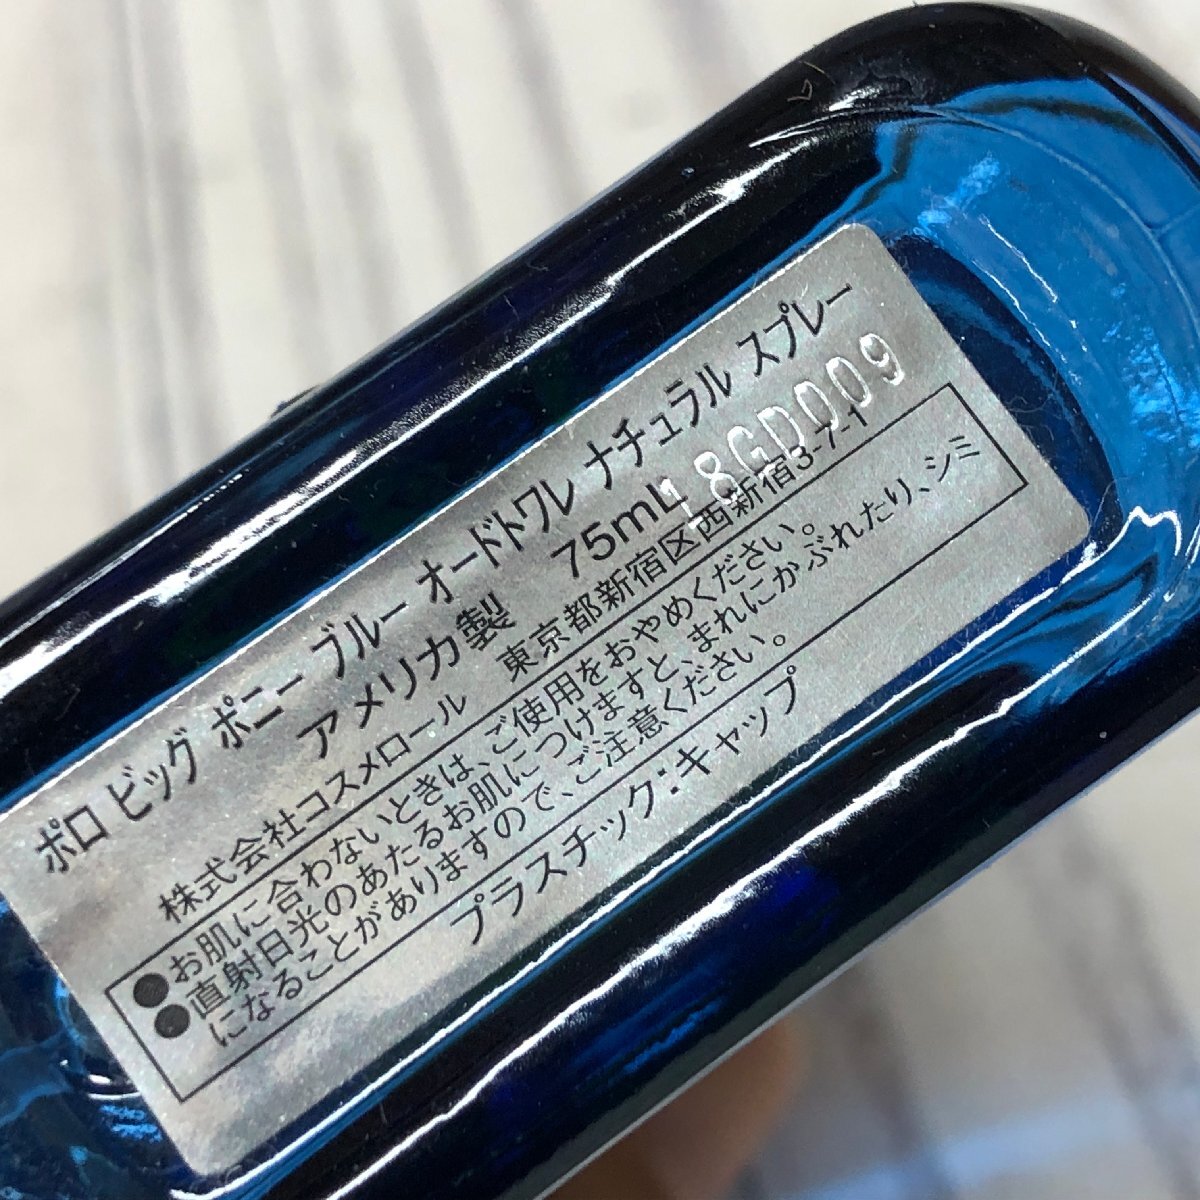 ポロ ビッグ ポニー ブルー オードトワレ ナチュラル スプレー
アメリカ製 75mL
18GD009
株式会社コスメロール 東京都新宿区西新宿3-7-1
●お肌に合わないときは、ご使用をおやめください。
●直射日光のあたるお肌につけますと、まれにかぶれたり、シミ
になることがありますので、ご注意ください。
プラスチック:キャップ